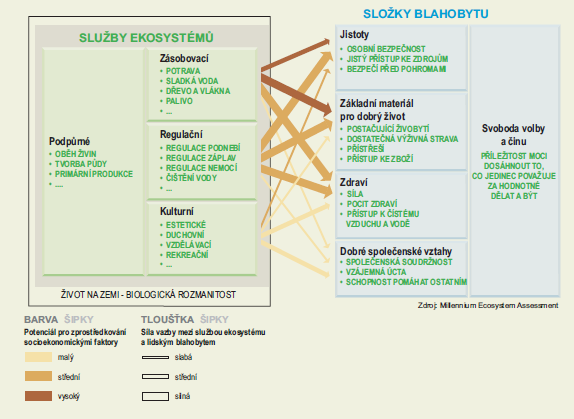 SLUŽBY EKOSYSTÉMŮ
Podpůrné
• OBĚH ŽIVIN
• TVORBA PŮDY
• PRIMÁRNÍ PRODUKCE
• ....
Zásobovací
• POTRAVA
• SLADKÁ VODA
• DŘEVO A VLÁKNA
• PALIVO
• ...
Regulační
• REGULACE PODNEBÍ
• REGULACE ZÁPLAV
• REGULACE NEMOCÍ
• ČIŠTĚNÍ VODY
• ...
Kulturní
• ESTETICKÉ
• DUCHOVNÍ
• VZDĚLÁVACÍ
• REKREAČNÍ
• ...
ŽIVOT NA ZEMI - BIOLOGICKÁ ROZMANITOST
SLOŽKY BLAHOBYTU
Jistoty
• OSOBNÍ BEZPEČNOST
• JISTÝ PŘÍSTUP KE ZDROJŮM
• BEZPEČÍ PŘED POHROMAMI
Základní materiál
pro dobrý život
• POSTAČUJÍCÍ ŽIVOBYTÍ
• DOSTATEČNÁ VÝŽIVNÁ STRAVA
• PŘÍSTŘEŠÍ
• PŘÍSTUP KE ZBOŽÍ
Zdraví
• SÍLA
• POCIT ZDRAVÍ
• PŘÍSTUP K ČISTÉMU
VZDUCHU A VODĚ
Dobré společenské vztahy
• SPOLEČENSKÁ SOUDRŽNOST
• VZÁJEMNÁ ÚCTA
• SCHOPNOST POMÁHAT OSTATNÍM
Svoboda volby
a činu
PŘÍLEŽITOST MOCI
DOSÁHNOUT TO,
CO JEDINEC POVAŽUJE
ZA HODNOTNÉ
DĚLAT A BÝT
Zdroj: Millennium Ecosystem Assessment
BARVA ŠIPKY
Potenciál pro zprostředkování
socioekonomickými faktory
malý
střední
vysoký
TLOUŠŤKA ŠIPKY
Síla vazby mezi službou ekosystému
a lidským blahobytem
slabá
střední
silná